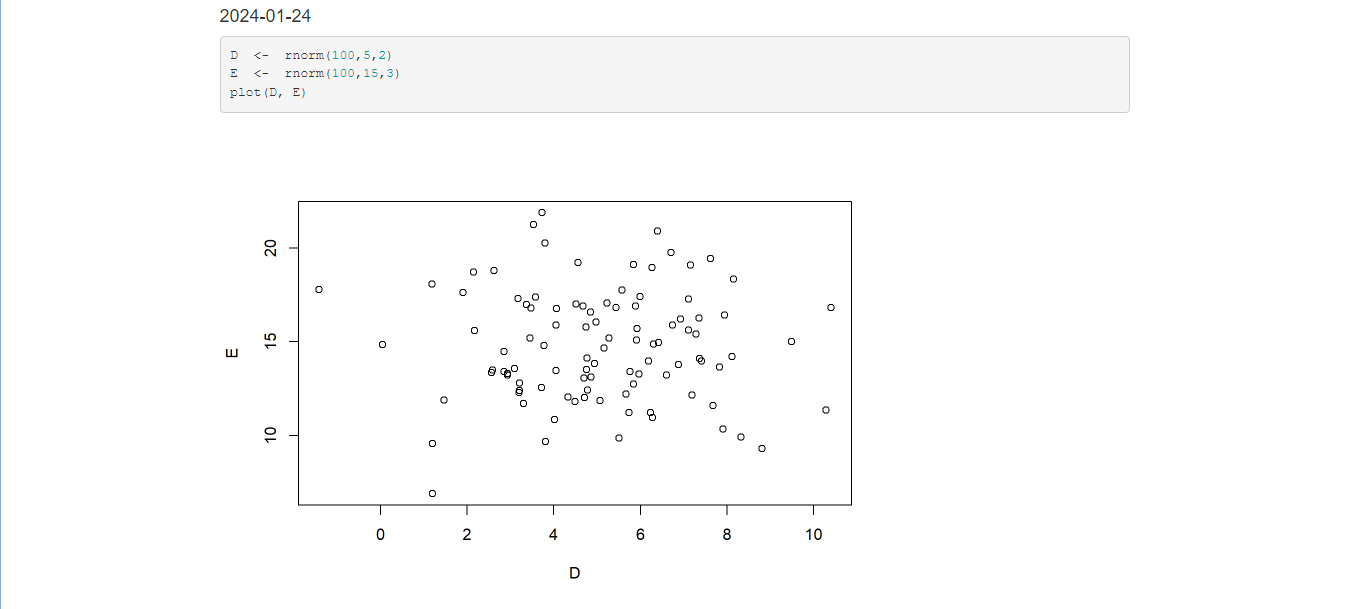 2024-01-24
D  <-  rnorm(100,5,2)
E  <-  rnorm(100,15,3)
plot(D, E)
20
15
10
E
0 2 4 6 8 10
D